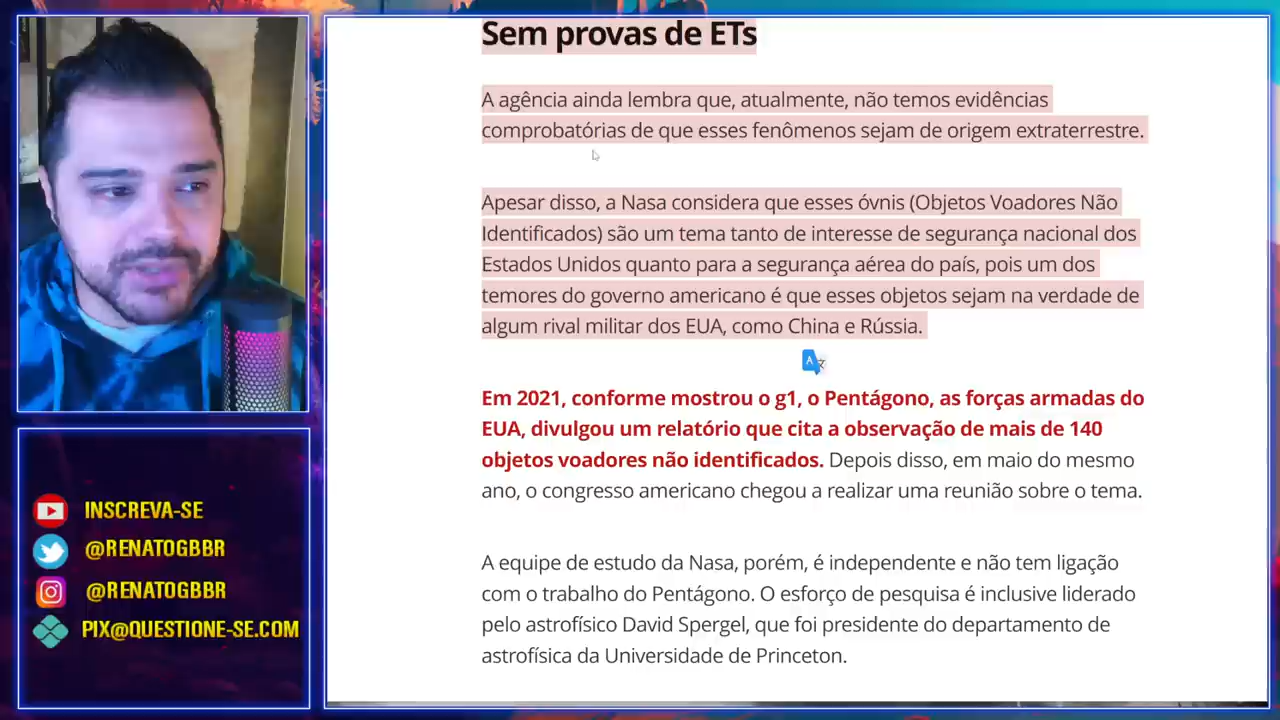 Sem provas de ETs
A agência ainda lembra que, atualmente, não temos evidências
comprobatórias de que esses fenômenos sejam de origem extraterrestre.
Apesar disso, a Nasa considera que esses óvnis (Objetos Voadores Não
Identificados) são um tema tanto de interesse de segurança nacional dos
Estados Unidos quanto para a segurança aérea do país, pois um dos
temores do governo americano é que esses objetos sejam na verdade de
algum rival militar dos EUA, como China e Rússia.
Em 2021, conforme mostrou o g1, o Pentágono, as forças armadas do
EUA, divulgou um relatório que cita a observação de mais de 140
objetos voadores não identificados. Depois disso, em maio do mesmo
ano, o congresso americano chegou a realizar uma reunião sobre o tema.
A equipe de estudo da Nasa, porém, é independente e não tem ligação
com o trabalho do Pentágono. O esforço de pesquisa é inclusive liderado
pelo astrofísico David Spergel, que foi presidente do departamento de
astrofísica da Universidade de Princeton.
INSCREVA-SE
@RENATOGBBR
@RENATOGBBR
PIX@QUESTIONE-SE.COM